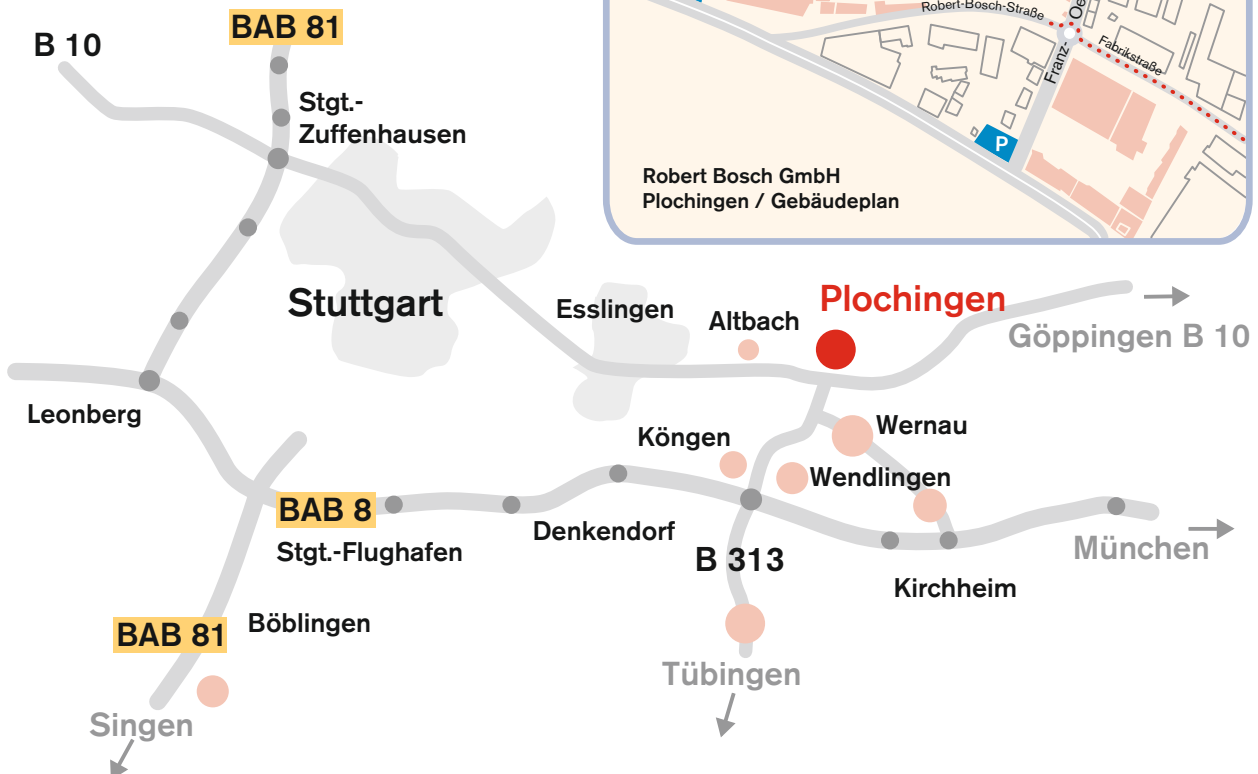 BAB 81
B 10
Robert-Bosch-Straße
Franz-
Oe
Fabrikstraße
P
Stgt.-
Zuffenhausen
Robert Bosch GmbH
Plochingen / Gebäudeplan
Stuttgart
Esslingen
Altbach
Plochingen
Göppingen B 10
Leonberg
Köngen
Wernau
Wendlingen
BAB 8
Stgt.-Flughafen
Denkendorf
B 313
München
Kirchheim
BAB 81
Böblingen
Tübingen
Singen